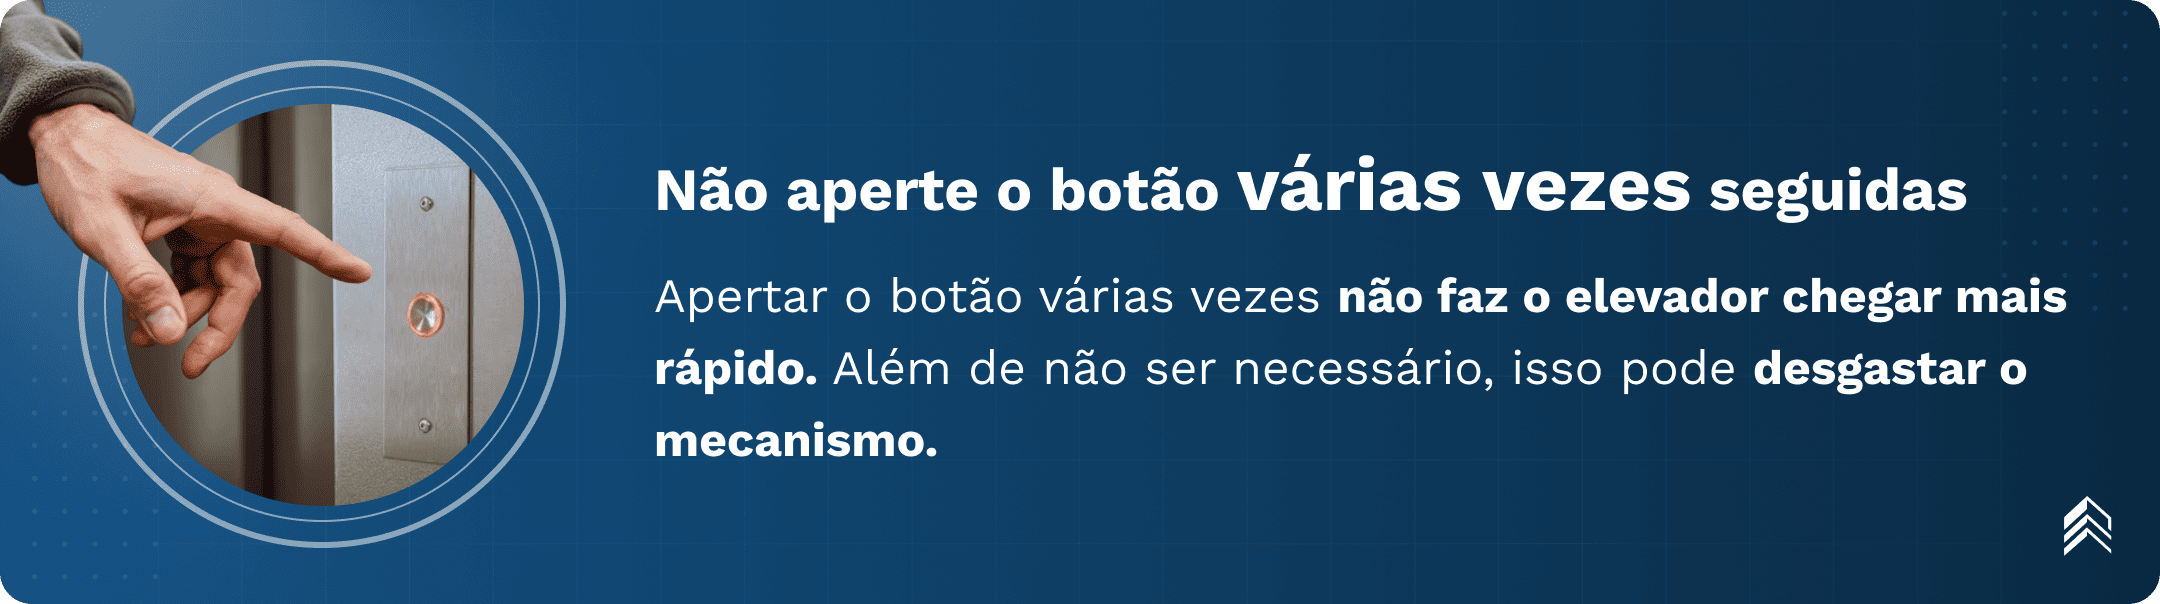 Não aperte o botão várias vezes seguidas
Apertar o botão várias vezes não faz o elevador chegar mais
rápido. Além de não ser necessário, isso pode desgastar o
mecanismo.